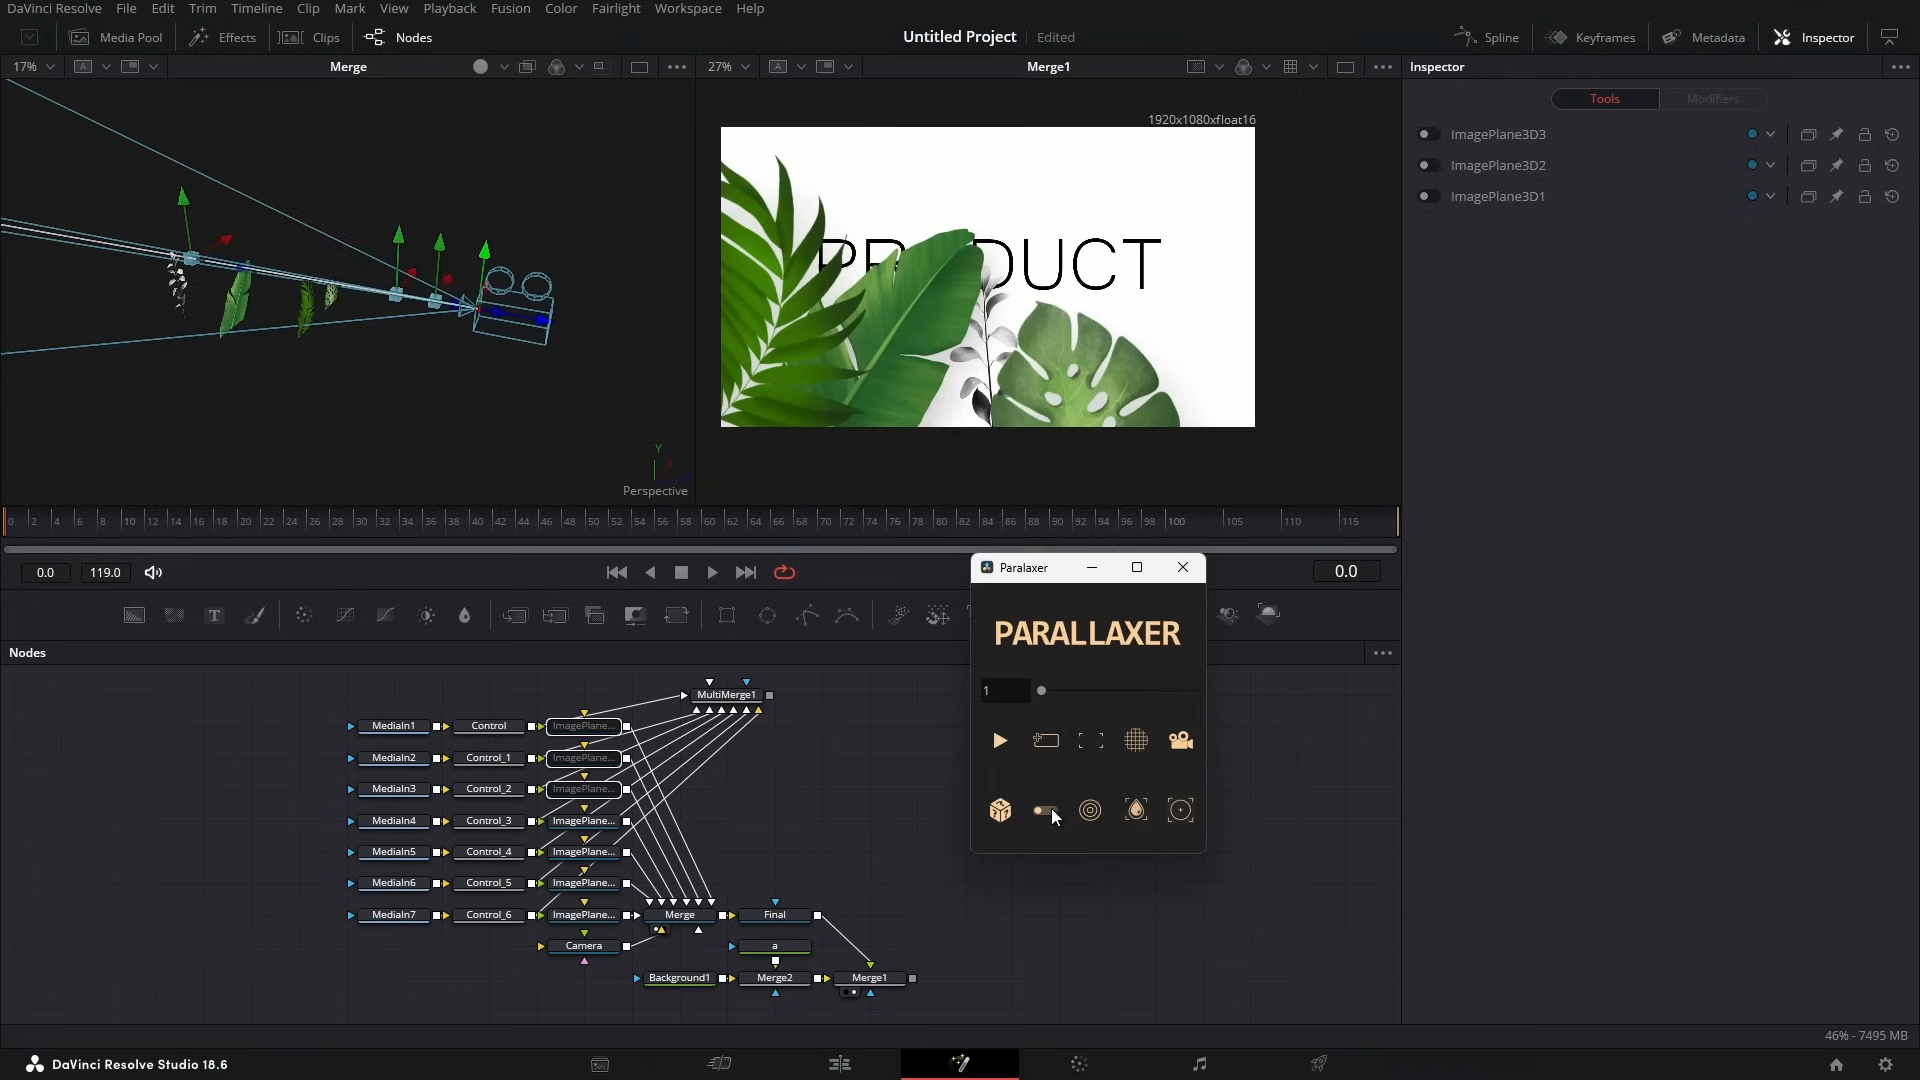 DaVinci Resolve File Edit Trim Timeline Clip Mark View Playback Fusion Color Fairlight Workspace Help
Media Pool Effects Clips Nodes Untitled Project Edited Spline Keyframes Metadata Inspector
17% A Merge 27% A Merge1 Inspector
Tools Modifiers
1920x1080xfloat16
ImagePlane3D3
ImagePlane3D2
ImagePlane3D1
PR DUCT
Y
Perspective
0 2 4 6 8 10 12 14 16 18 20 22 24 26 28 30 32 34 36 38 40 42 44 46 48 50 52 54 56 58 60 62 64 66 68 70 72 74 76 78 80 82 84 86 88 90 92 94 96 98 100 105 110 115
0.0 119.0 0.0
T
Nodes
Paralaxer
PARALLAXER
1
MultiMerge1
MediaIn1 Control ImagePlane...
MediaIn2 Control_1 ImagePlane...
MediaIn3 Control_2 ImagePlane...
MediaIn4 Control_3 ImagePlane...
MediaIn5 Control_4 ImagePlane...
MediaIn6 Control_5 ImagePlane...
MediaIn7 Control_6 ImagePlane... Merge Final
Camera a
Background1 Merge2 Merge1
46% - 7495 MB
DaVinci Resolve Studio 18.6